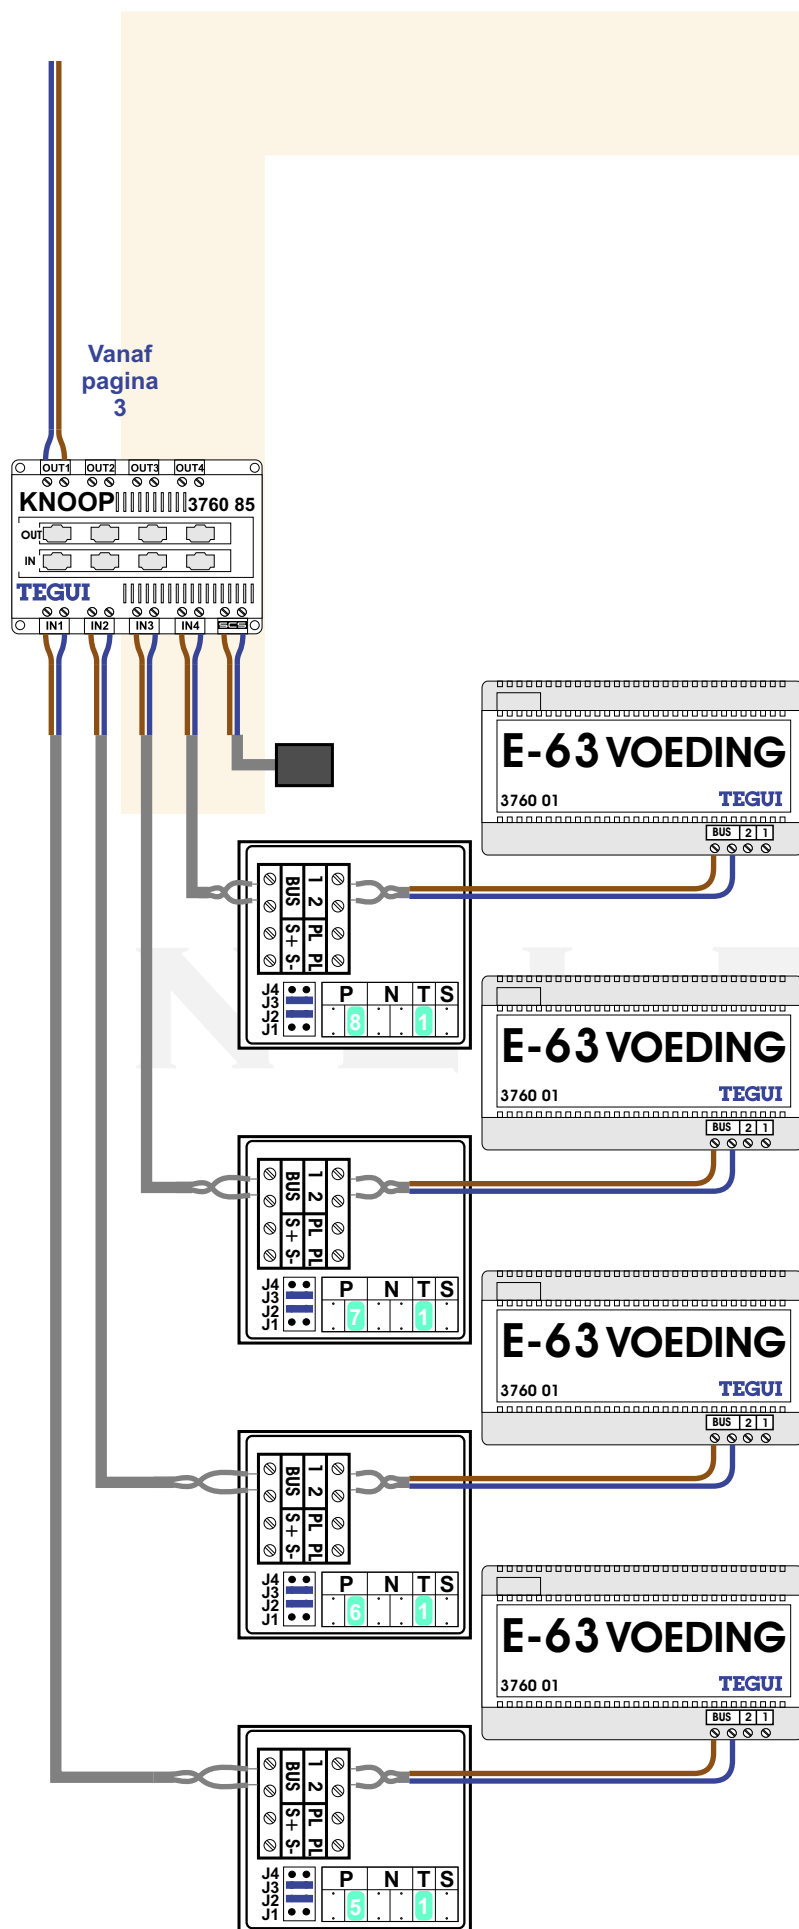 Vanaf
pagina
3
OUT1 OUT2 OUT3 OUT4
KNOOP 3760 85
OUT
IN
TEGUI
IN1 IN2 IN3 IN4 SCS
E-63 VOEDING
3760 01 TEGUI
BUS 2 1
BUS 1 2
S+ S- PL PL
J4
J3
J2
J1
P N T S
8 1
E-63 VOEDING
3760 01 TEGUI
BUS 2 1
BUS 1 2
S+ S- PL PL
J4
J3
J2
J1
P N T S
7 1
E-63 VOEDING
3760 01 TEGUI
BUS 2 1
BUS 1 2
S+ S- PL PL
J4
J3
J2
J1
P N T S
6 1
E-63 VOEDING
3760 01 TEGUI
BUS 2 1
BUS 1 2
S+ S- PL PL
J4
J3
J2
J1
P N T S
5 1